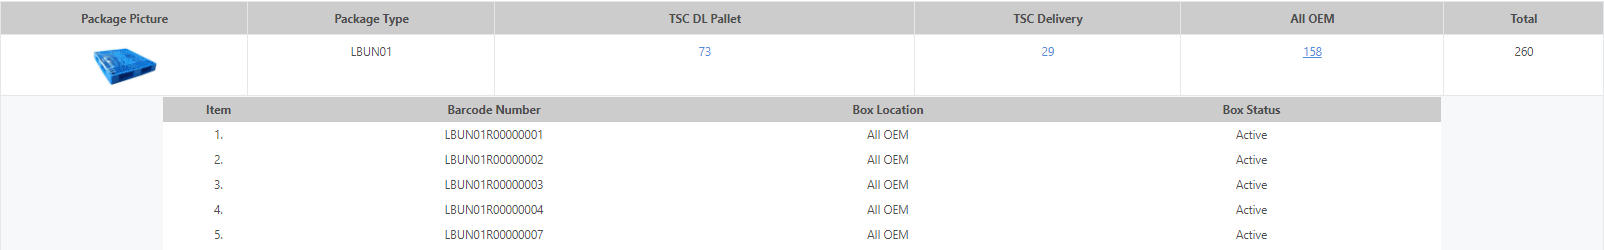 Package Picture Package Type TSC DL Pallet TSC Delivery All OEM Total
LBUN01 73 29 158 260
Item Barcode Number Box Location Box Status
1. LBUN01R00000001 All OEM Active
2. LBUN01R00000002 All OEM Active
3. LBUN01R00000003 All OEM Active
4. LBUN01R00000004 All OEM Active
5. LBUN01R00000007 All OEM Active